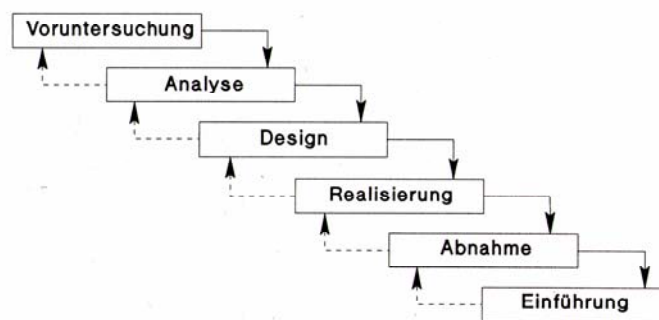 Voruntersuchung
Analyse
Design
Realisierung
Abnahme
Einführung